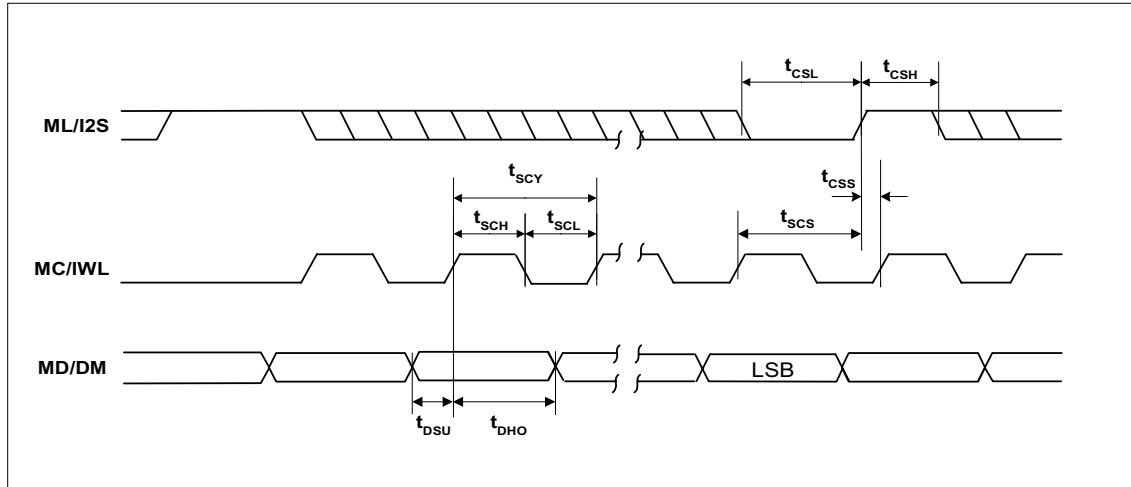 tCSL tCSH
ML/I2S
tSCY
tCSS
tSCH tSCL
tSCS
MC/IWL
MD/DM
LSB
tDSU tDHO